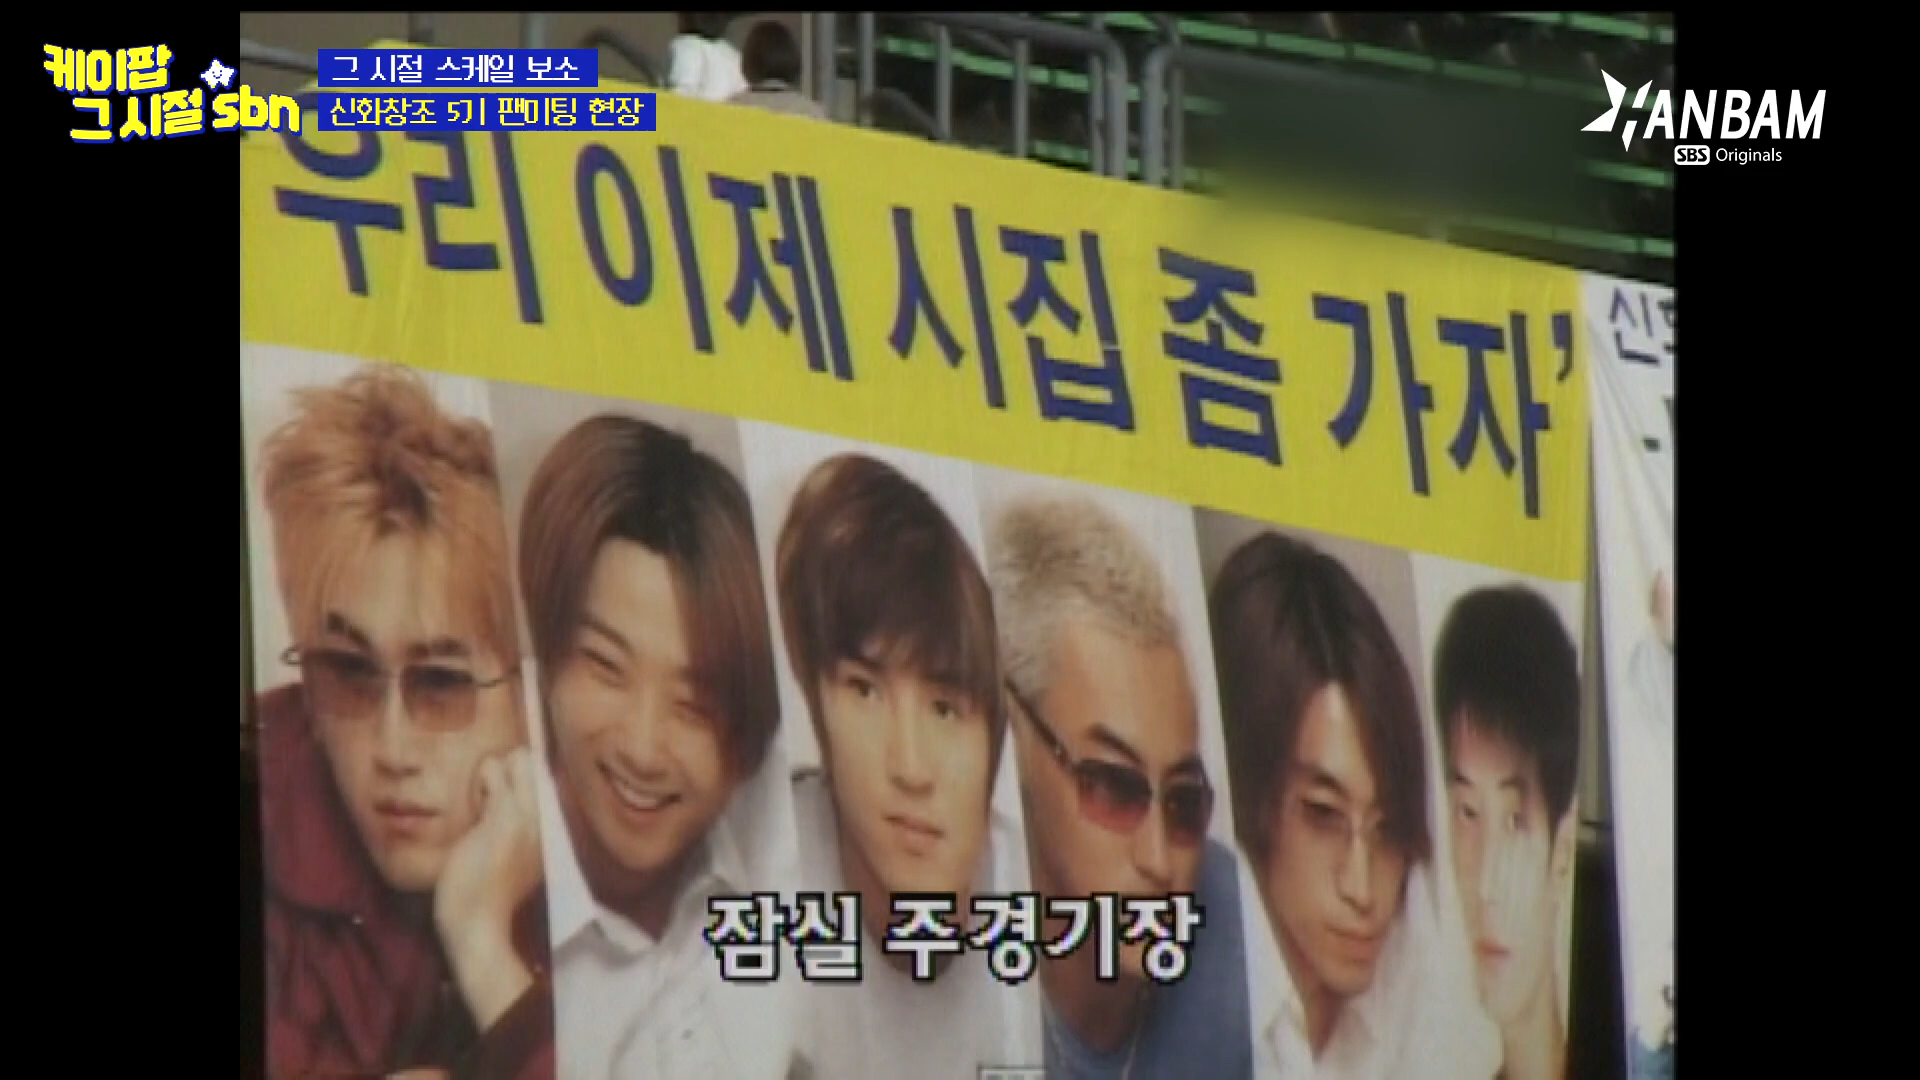 케이팝
그 시절 sbn
그 시절 스케일 보소
신화창조 5기 팬미팅 현장
HANBAM
SBS Originals
우리 이제 시집 좀 가자’
잠실 주경기장